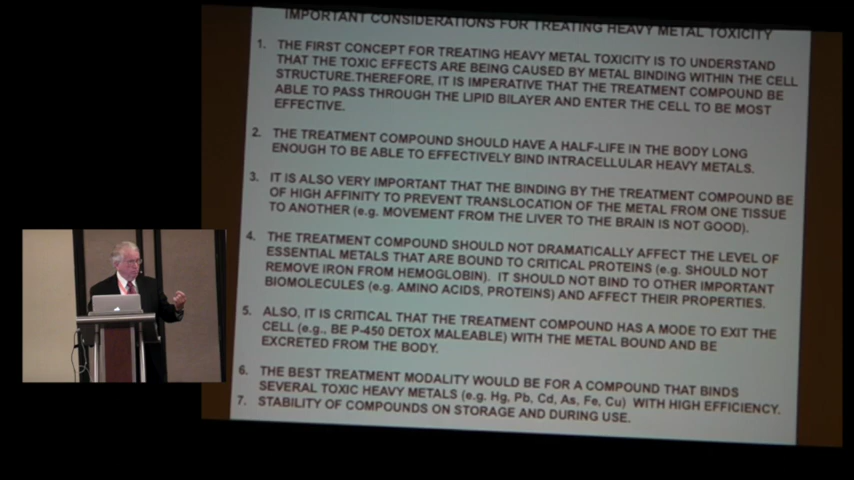 IMPORTANT CONSIDERATIONS FOR TREATING HEAVY METAL TOXICITY
1. THE FIRST CONCEPT FOR TREATING HEAVY METAL TOXICITY IS TO UNDERSTAND
THAT THE TOXIC EFFECTS ARE BEING CAUSED BY METAL BINDING WITHIN THE CELL
STRUCTURE.THEREFORE, IT IS IMPERATIVE THAT THE TREATMENT COMPOUND BE
ABLE TO PASS THROUGH THE LIPID BILAYER AND ENTER THE CELL TO BE MOST
EFFECTIVE.
2. THE TREATMENT COMPOUND SHOULD HAVE A HALF-LIFE IN THE BODY LONG
ENOUGH TO BE ABLE TO EFFECTIVELY BIND INTRACELLULAR HEAVY METALS.
3. IT IS ALSO VERY IMPORTANT THAT THE BINDING BY THE TREATMENT COMPOUND BE
OF HIGH AFFINITY TO PREVENT TRANSLOCATION OF THE METAL FROM ONE TISSUE
TO ANOTHER (e.g. MOVEMENT FROM THE LIVER TO THE BRAIN IS NOT GOOD).
4. THE TREATMENT COMPOUND SHOULD NOT DRAMATICALLY AFFECT THE LEVEL OF
ESSENTIAL METALS THAT ARE BOUND TO CRITICAL PROTEINS (e.g. SHOULD NOT
REMOVE IRON FROM HEMOGLOBIN). IT SHOULD NOT BIND TO OTHER IMPORTANT
BIOMOLECULES (e.g. AMINO ACIDS, PROTEINS) AND AFFECT THEIR PROPERTIES.
5. ALSO, IT IS CRITICAL THAT THE TREATMENT COMPOUND HAS A MODE TO EXIT THE
CELL (e.g., BE P-450 DETOX MALEABLE) WITH THE METAL BOUND AND BE
EXCRETED FROM THE BODY.
6. THE BEST TREATMENT MODALITY WOULD BE FOR A COMPOUND THAT BINDS
SEVERAL TOXIC HEAVY METALS (e.g. Hg, Pb, Cd, As, Fe, Cu) WITH HIGH EFFICIENCY.
7. STABILITY OF COMPOUNDS ON STORAGE AND DURING USE.